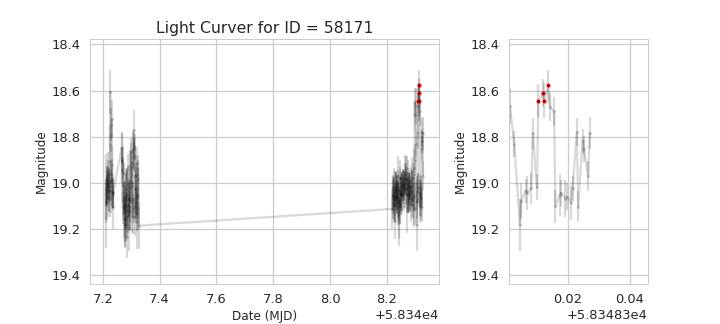 Light Curver for ID = 58171
18.4
18.6
18.8
19.0
19.2
19.4
Magnitude
7.2 7.4 7.6 7.8 8.0 8.2
Date (MJD)
+5.834e4
18.4
18.6
18.8
19.0
19.2
19.4
Magnitude
0.02 0.04
+5.83483e4